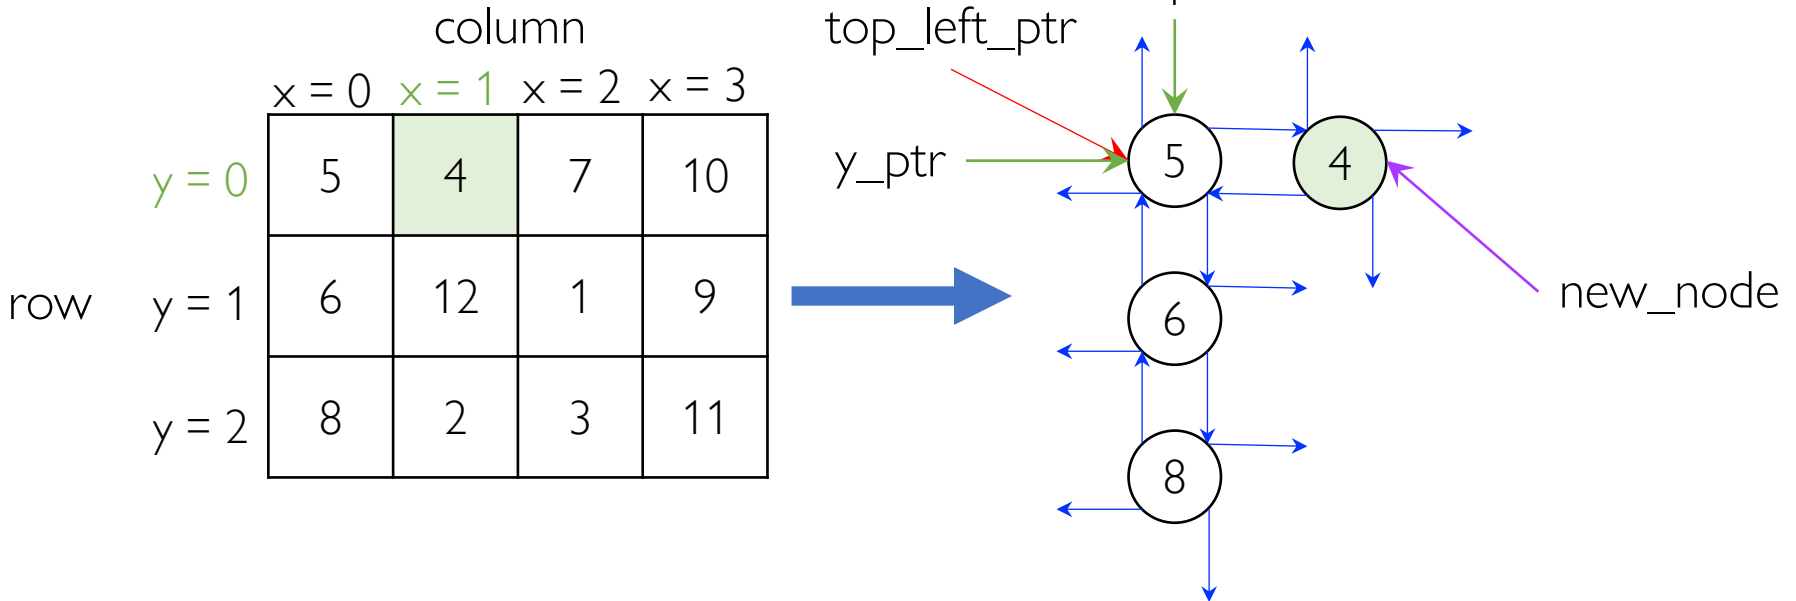 column
x = 0 x = 1 x = 2 x = 3
y = 0 5 4 7 10
row y = 1 6 12 1 9
y = 2 8 2 3 11
top_left_ptr
y_ptr
5 4
6
8
new_node